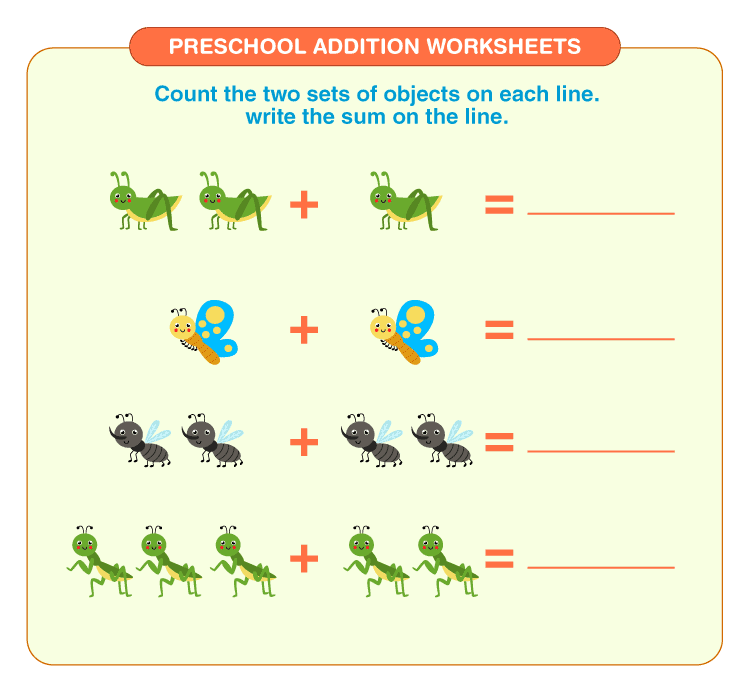 PRESCHOOL ADDITION WORKSHEETS
Count the two sets of objects on each line.
write the sum on the line.
+ =
+ =
+ =
+ =